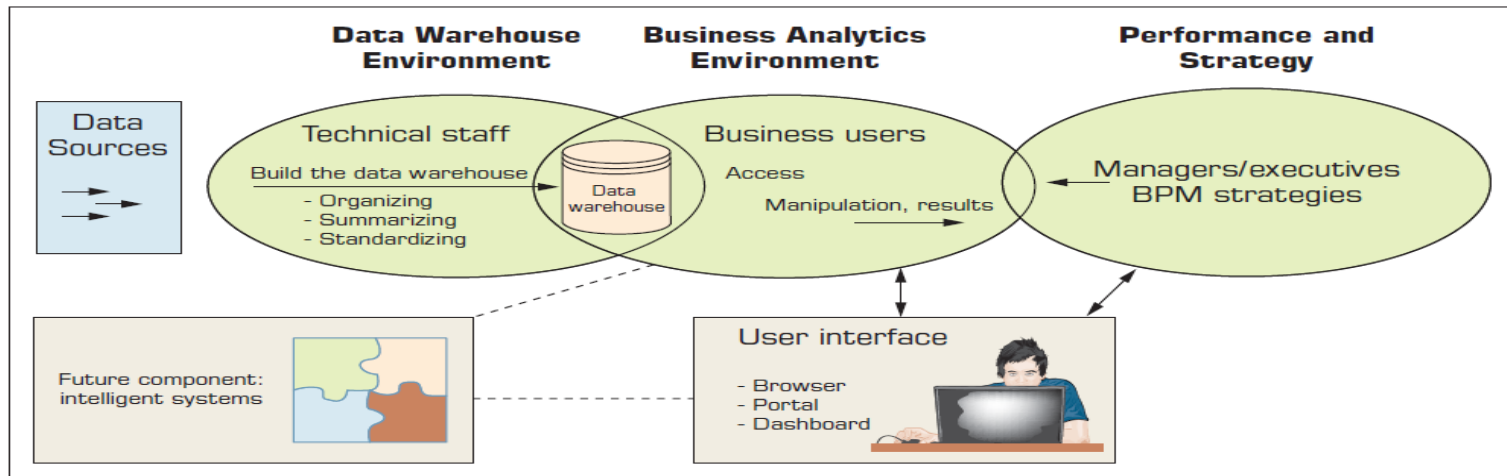 Data Warehouse
Environment
Business Analytics
Environment
Performance and
Strategy
Data
Sources
Technical staff
Build the data warehouse
- Organizing
- Summarizing
- Standardizing
Data
warehouse
Business users
Access
Manipulation, results
Managers/executives
BPM strategies
Future component:
intelligent systems
User interface
- Browser
- Portal
- Dashboard